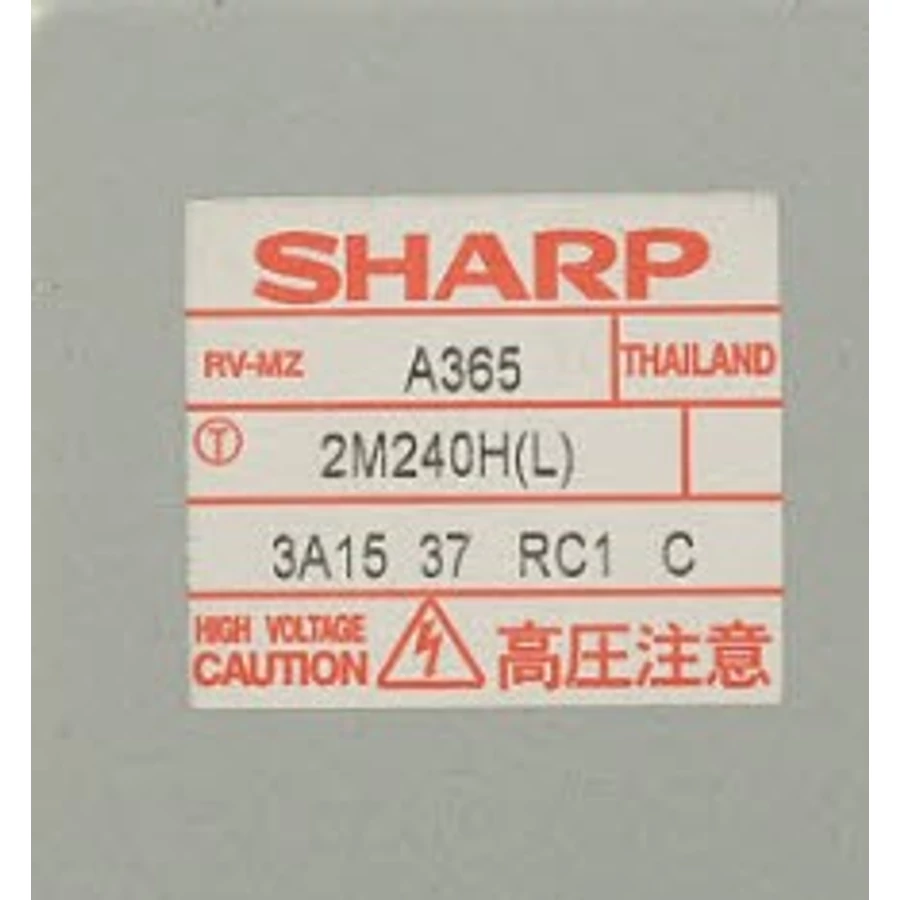 SHARP
RV-MZ A365 THAILAND
Ⓣ 2M240H(L)
3A15 37 RC1 C
HIGH VOLTAGE
CAUTION 高圧注意